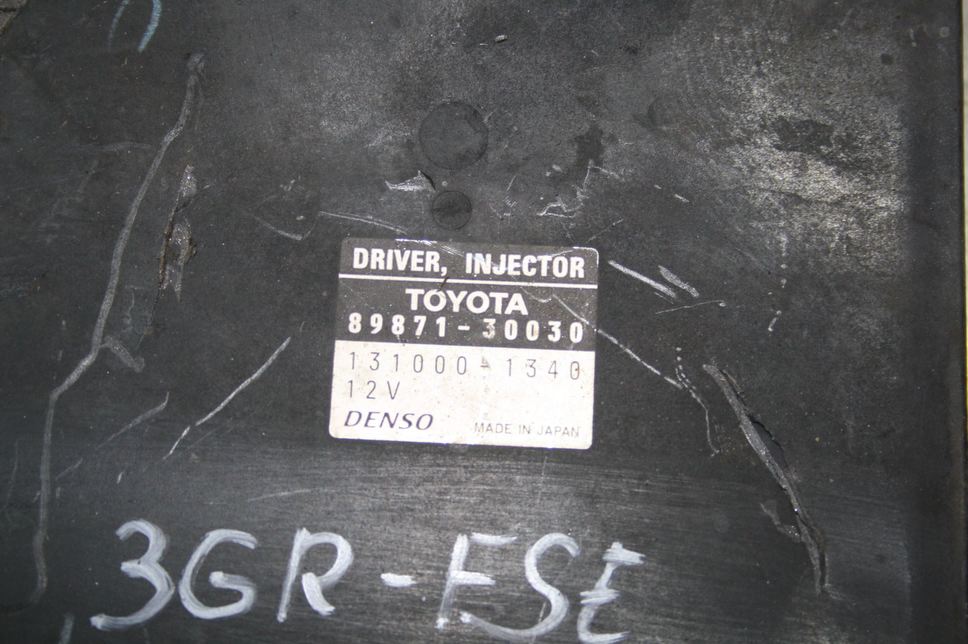 DRIVER, INJECTOR
TOYOTA
89871-30030
131000-1340
12V
DENSO MADE IN JAPAN
3GR-FSE